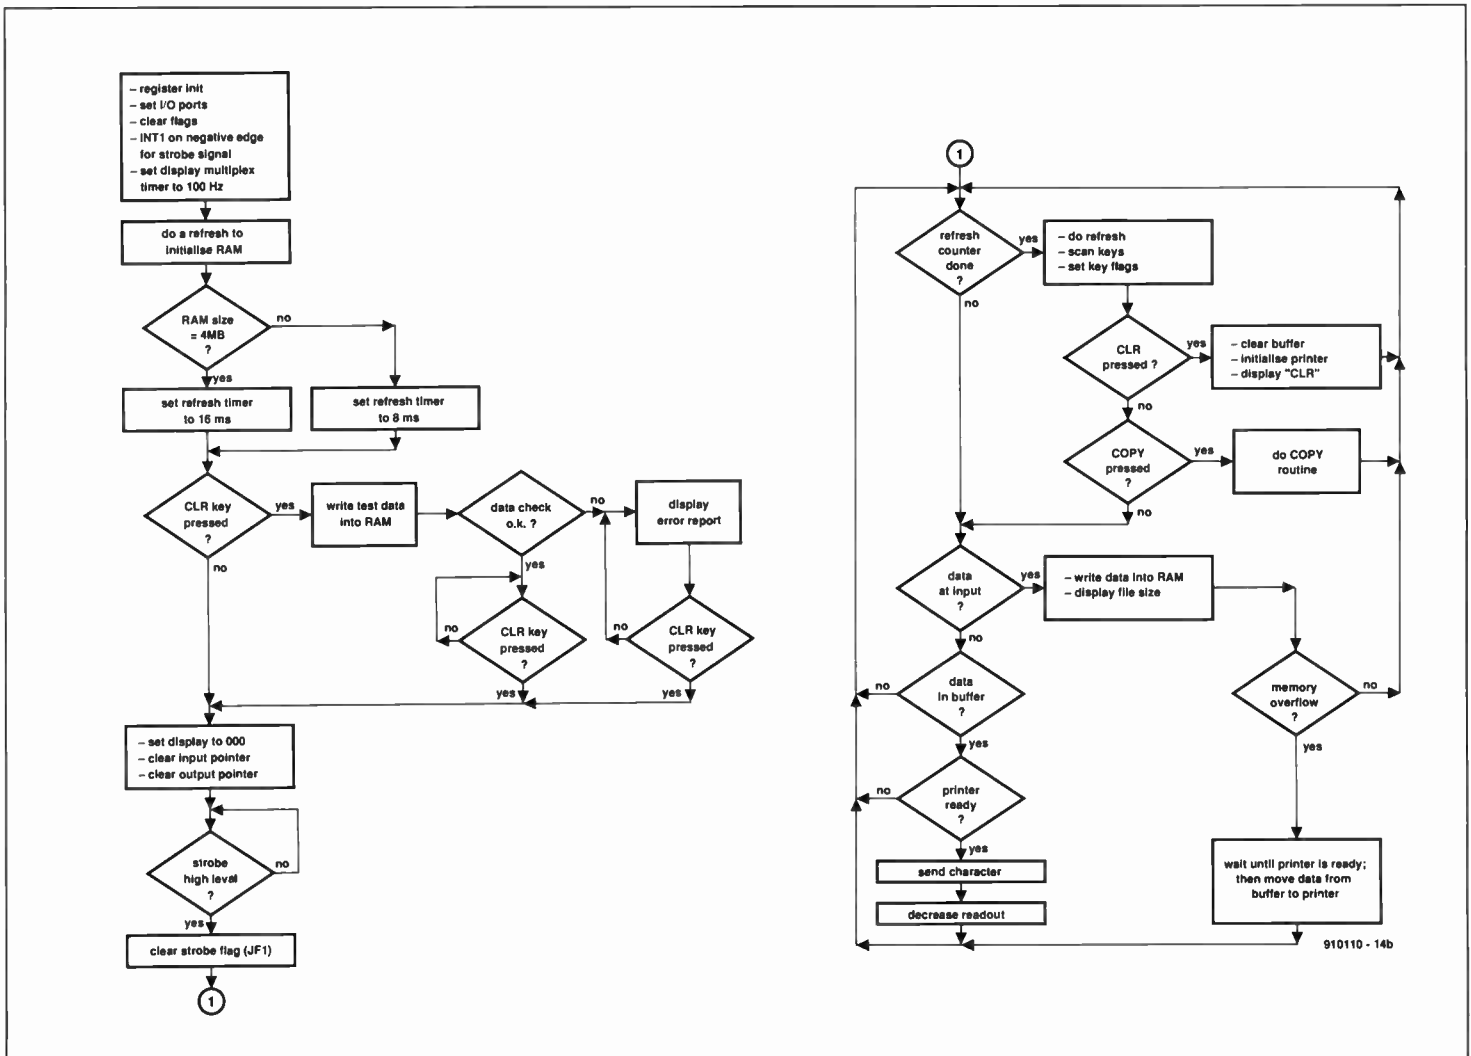 – register init
– set I/O ports
– clear flags
– INT1 on negative edge
for strobe signal
– set display multiplex
timer to 100 Hz
do a refresh to
initialise RAM
RAM size
= 4MB
?
no
yes
set refresh timer
to 16 ms
set refresh timer
to 8 ms
CLR key
pressed
?
yes
no
write test data
into RAM
data check
o.k. ?
no
yes
display
error report
CLR key
pressed
?
no
yes
CLR key
pressed
?
no
yes
– set display to 000
– clear input pointer
– clear output pointer
strobe
high level
?
no
yes
clear strobe flag (JF1)
1
1
refresh
counter
done
?
yes
no
– do refresh
– scan keys
– set key flags
CLR
pressed ?
yes
no
– clear buffer
– initialise printer
– display "CLR"
COPY
pressed
?
yes
no
do COPY
routine
data
at input
?
yes
no
– write data into RAM
– display file size
data
in buffer
?
no
yes
memory
overflow
?
no
yes
printer
ready
?
no
yes
send character
decrease readout
wait until printer is ready;
then move data from
buffer to printer
910110 - 14b